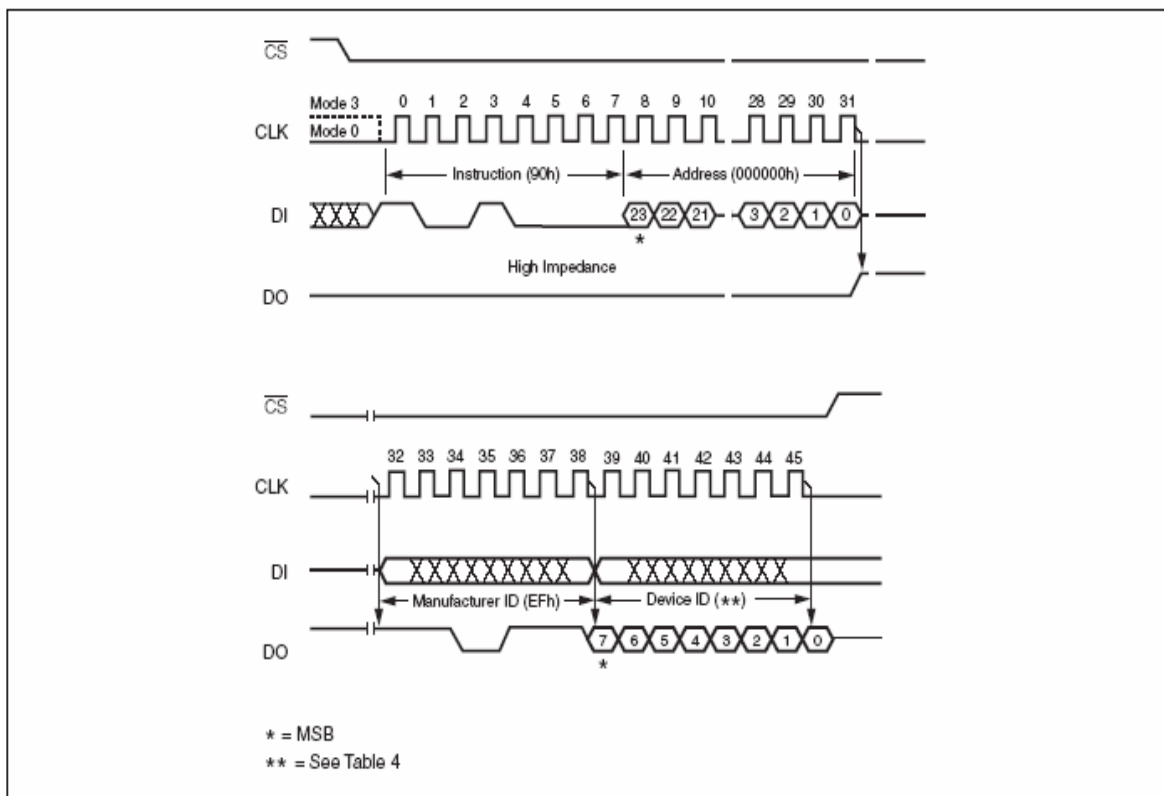 CS
Mode 3
0 1 2 3 4 5 6 7 8 9 10 28 29 30 31
CLK
Mode 0
Instruction (90h)
Address (000000h)
DI
23 22 21 3 2 1 0
*
High Impedance
DO
CS
32 33 34 35 36 37 38 39 40 41 42 43 44 45
CLK
DI
Manufacturer ID (EFh)
Device ID (**)
DO
7 6 5 4 3 2 1 0
*
* = MSB
** = See Table 4